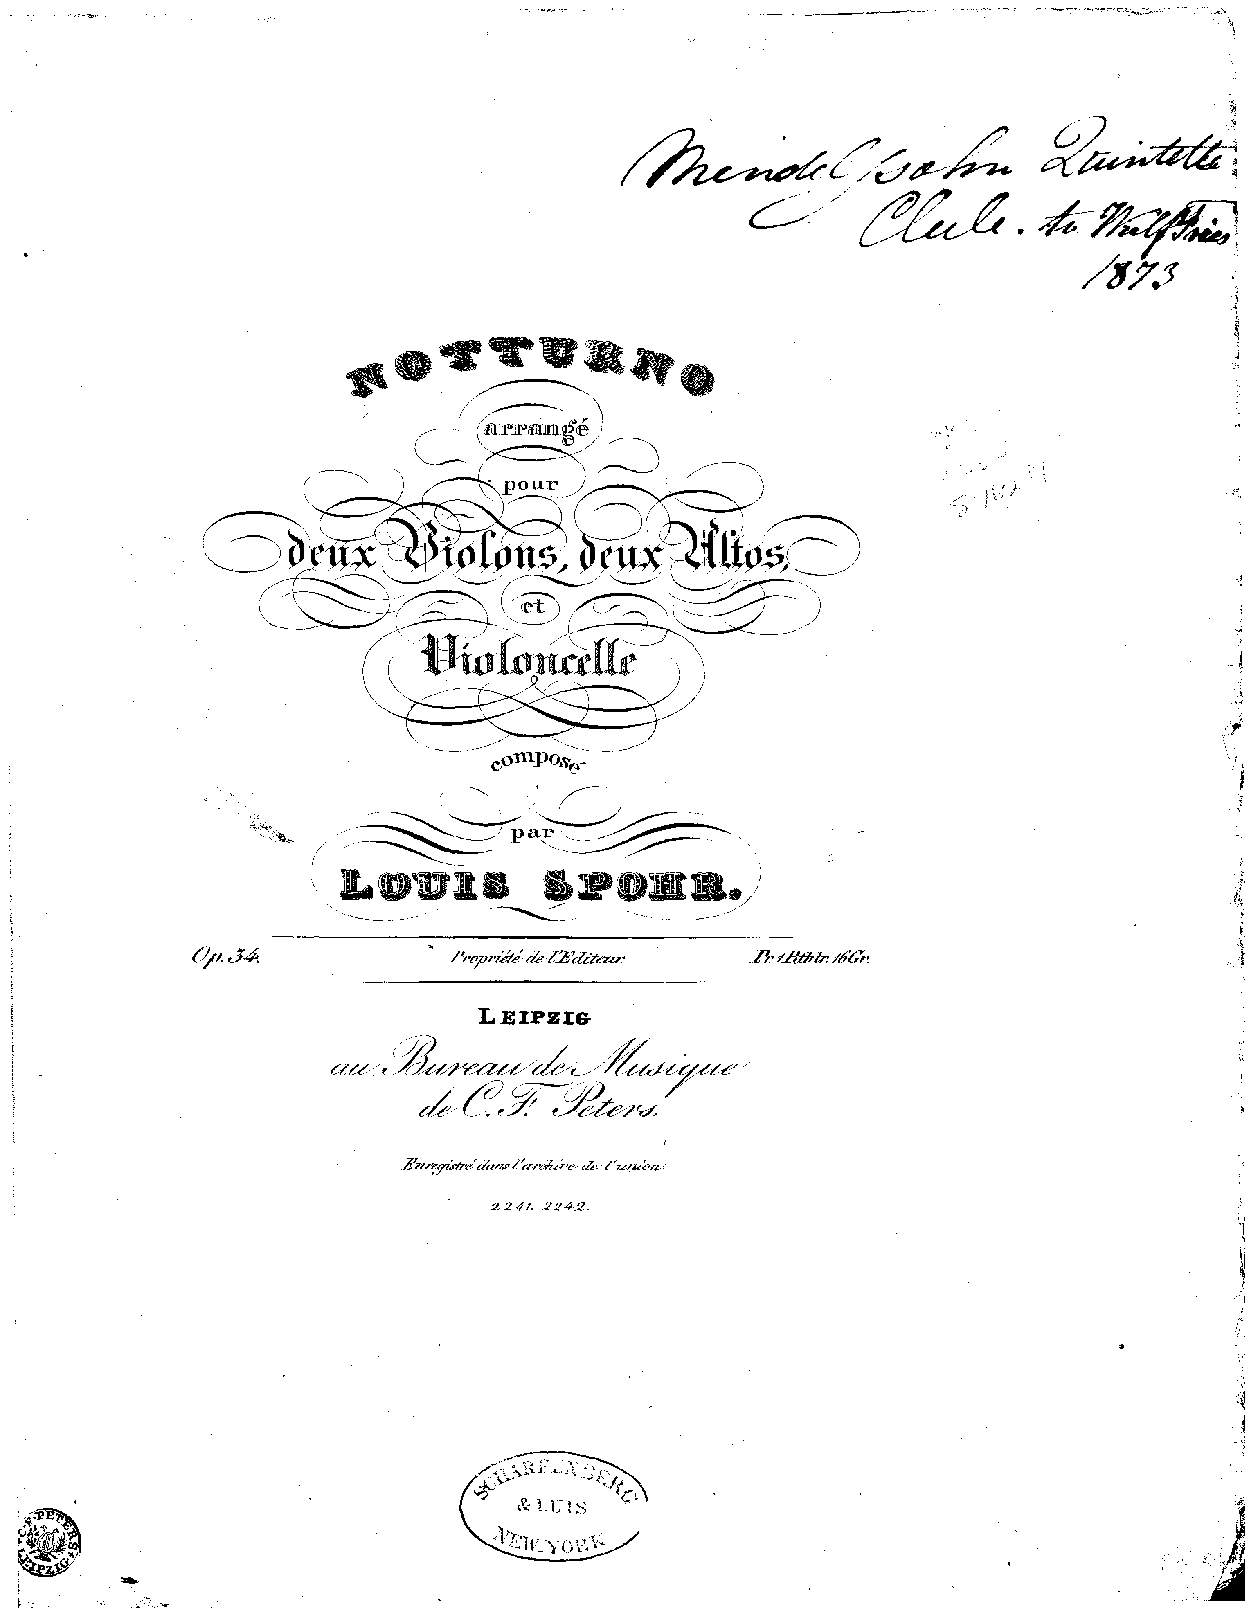 Mendelssohn Quintette
Club. to Wulf Fries
1873
NOTTURNO
arrangé
pour
deux Violons, deux Altos,
et
Violoncelle
composé
par
LOUIS SPOHR.
Op. 34. Propriété de l'Editeur Pr. 1 Rthlr. 16 Gr.
LEIPZIG
au Bureau de Musique
de C. F. Peters.
Enregistré dans l'archive de l'union
2241. 2242.
SCHARFENBERG
& LUIS
NEW-YORK
C. F. PETERS
LEIPZIG